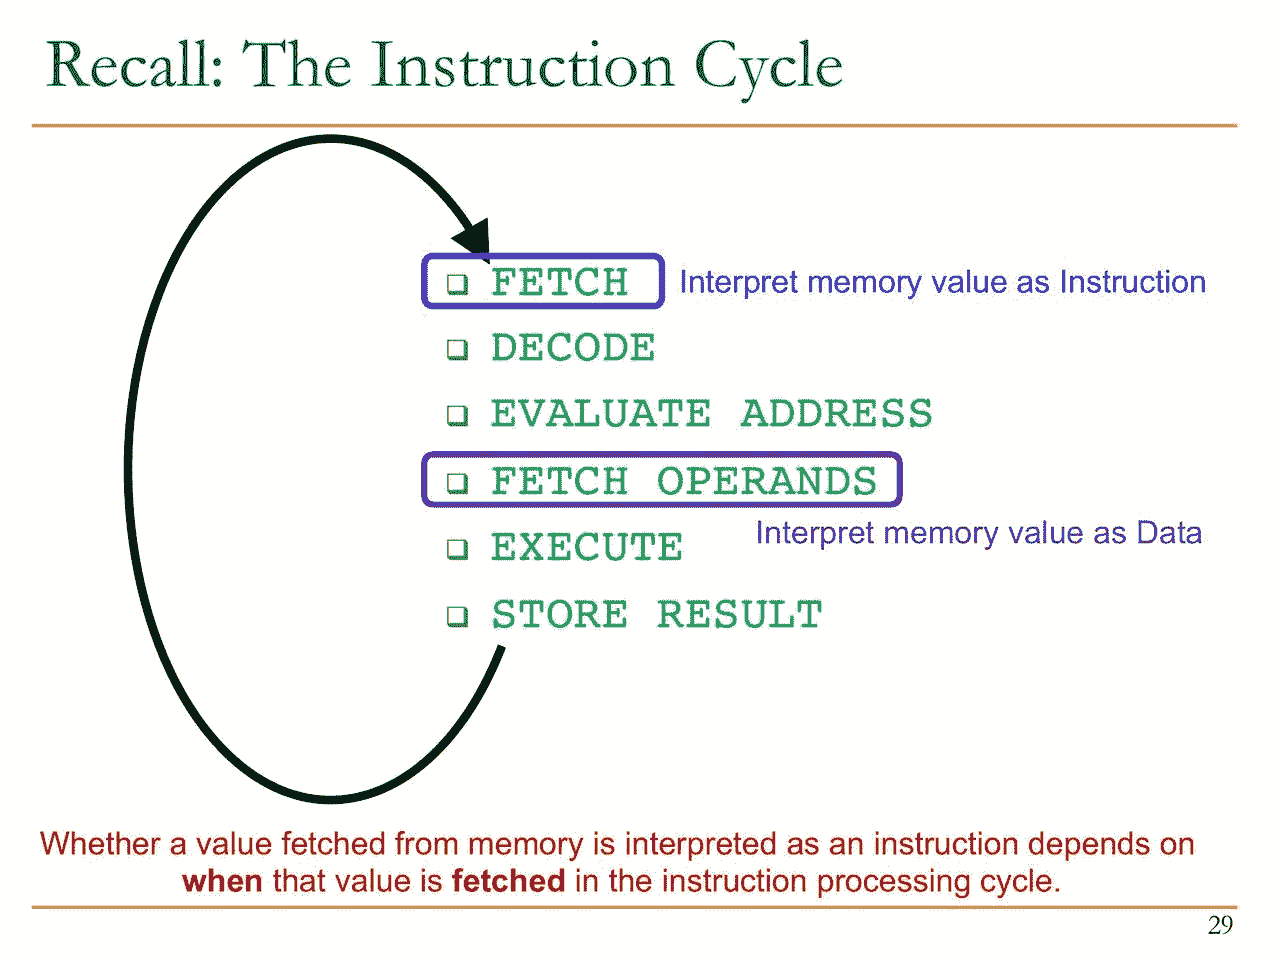 Recall: The Instruction Cycle
FETCH
Interpret memory value as Instruction
DECODE
EVALUATE ADDRESS
FETCH OPERANDS
Interpret memory value as Data
EXECUTE
STORE RESULT
Whether a value fetched from memory is interpreted as an instruction depends on
when that value is fetched in the instruction processing cycle.
29